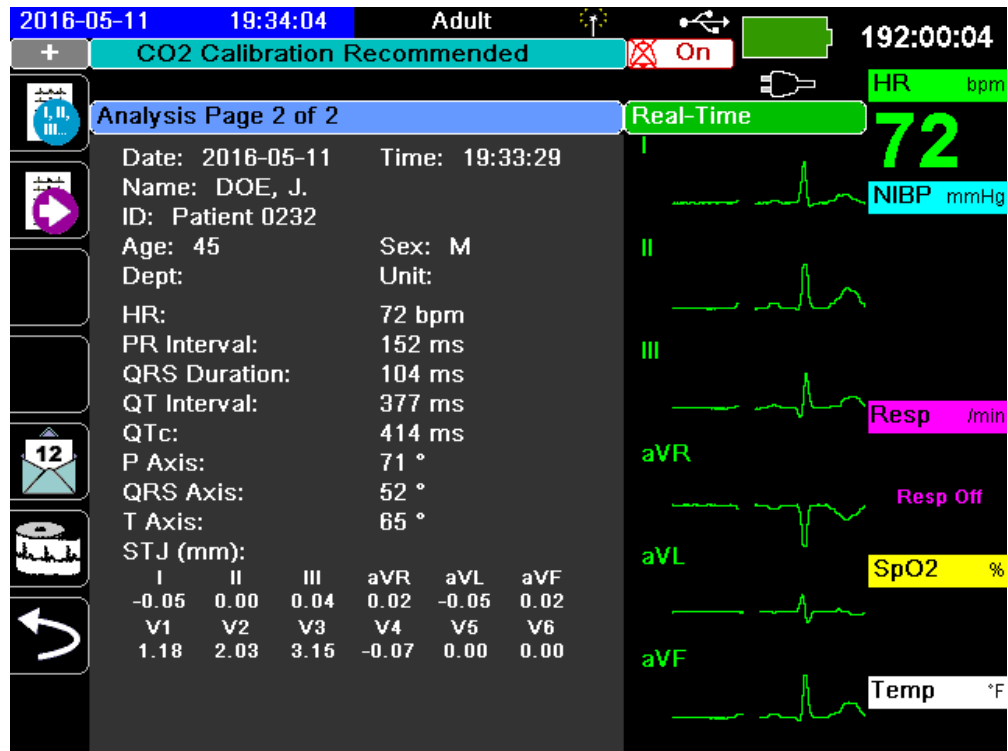 2016-05-11 19:34:04 Adult 192:00:04
+ CO2 Calibration Recommended On
HR bpm
72
NIBP mmHg
Resp /min
Resp Off
SpO2 %
Temp °F
I, II, III...
12
Analysis Page 2 of 2
Date: 2016-05-11 Time: 19:33:29
Name: DOE, J.
ID: Patient 0232
Age: 45 Sex: M
Dept: Unit:
HR: 72 bpm
PR Interval: 152 ms
QRS Duration: 104 ms
QT Interval: 377 ms
QTc: 414 ms
P Axis: 71 °
QRS Axis: 52 °
T Axis: 65 °
STJ (mm):
I II III aVR aVL aVF
-0.05 0.00 0.04 0.02 -0.05 0.02
V1 V2 V3 V4 V5 V6
1.18 2.03 3.15 -0.07 0.00 0.00
Real-Time
I
II
III
aVR
aVL
aVF